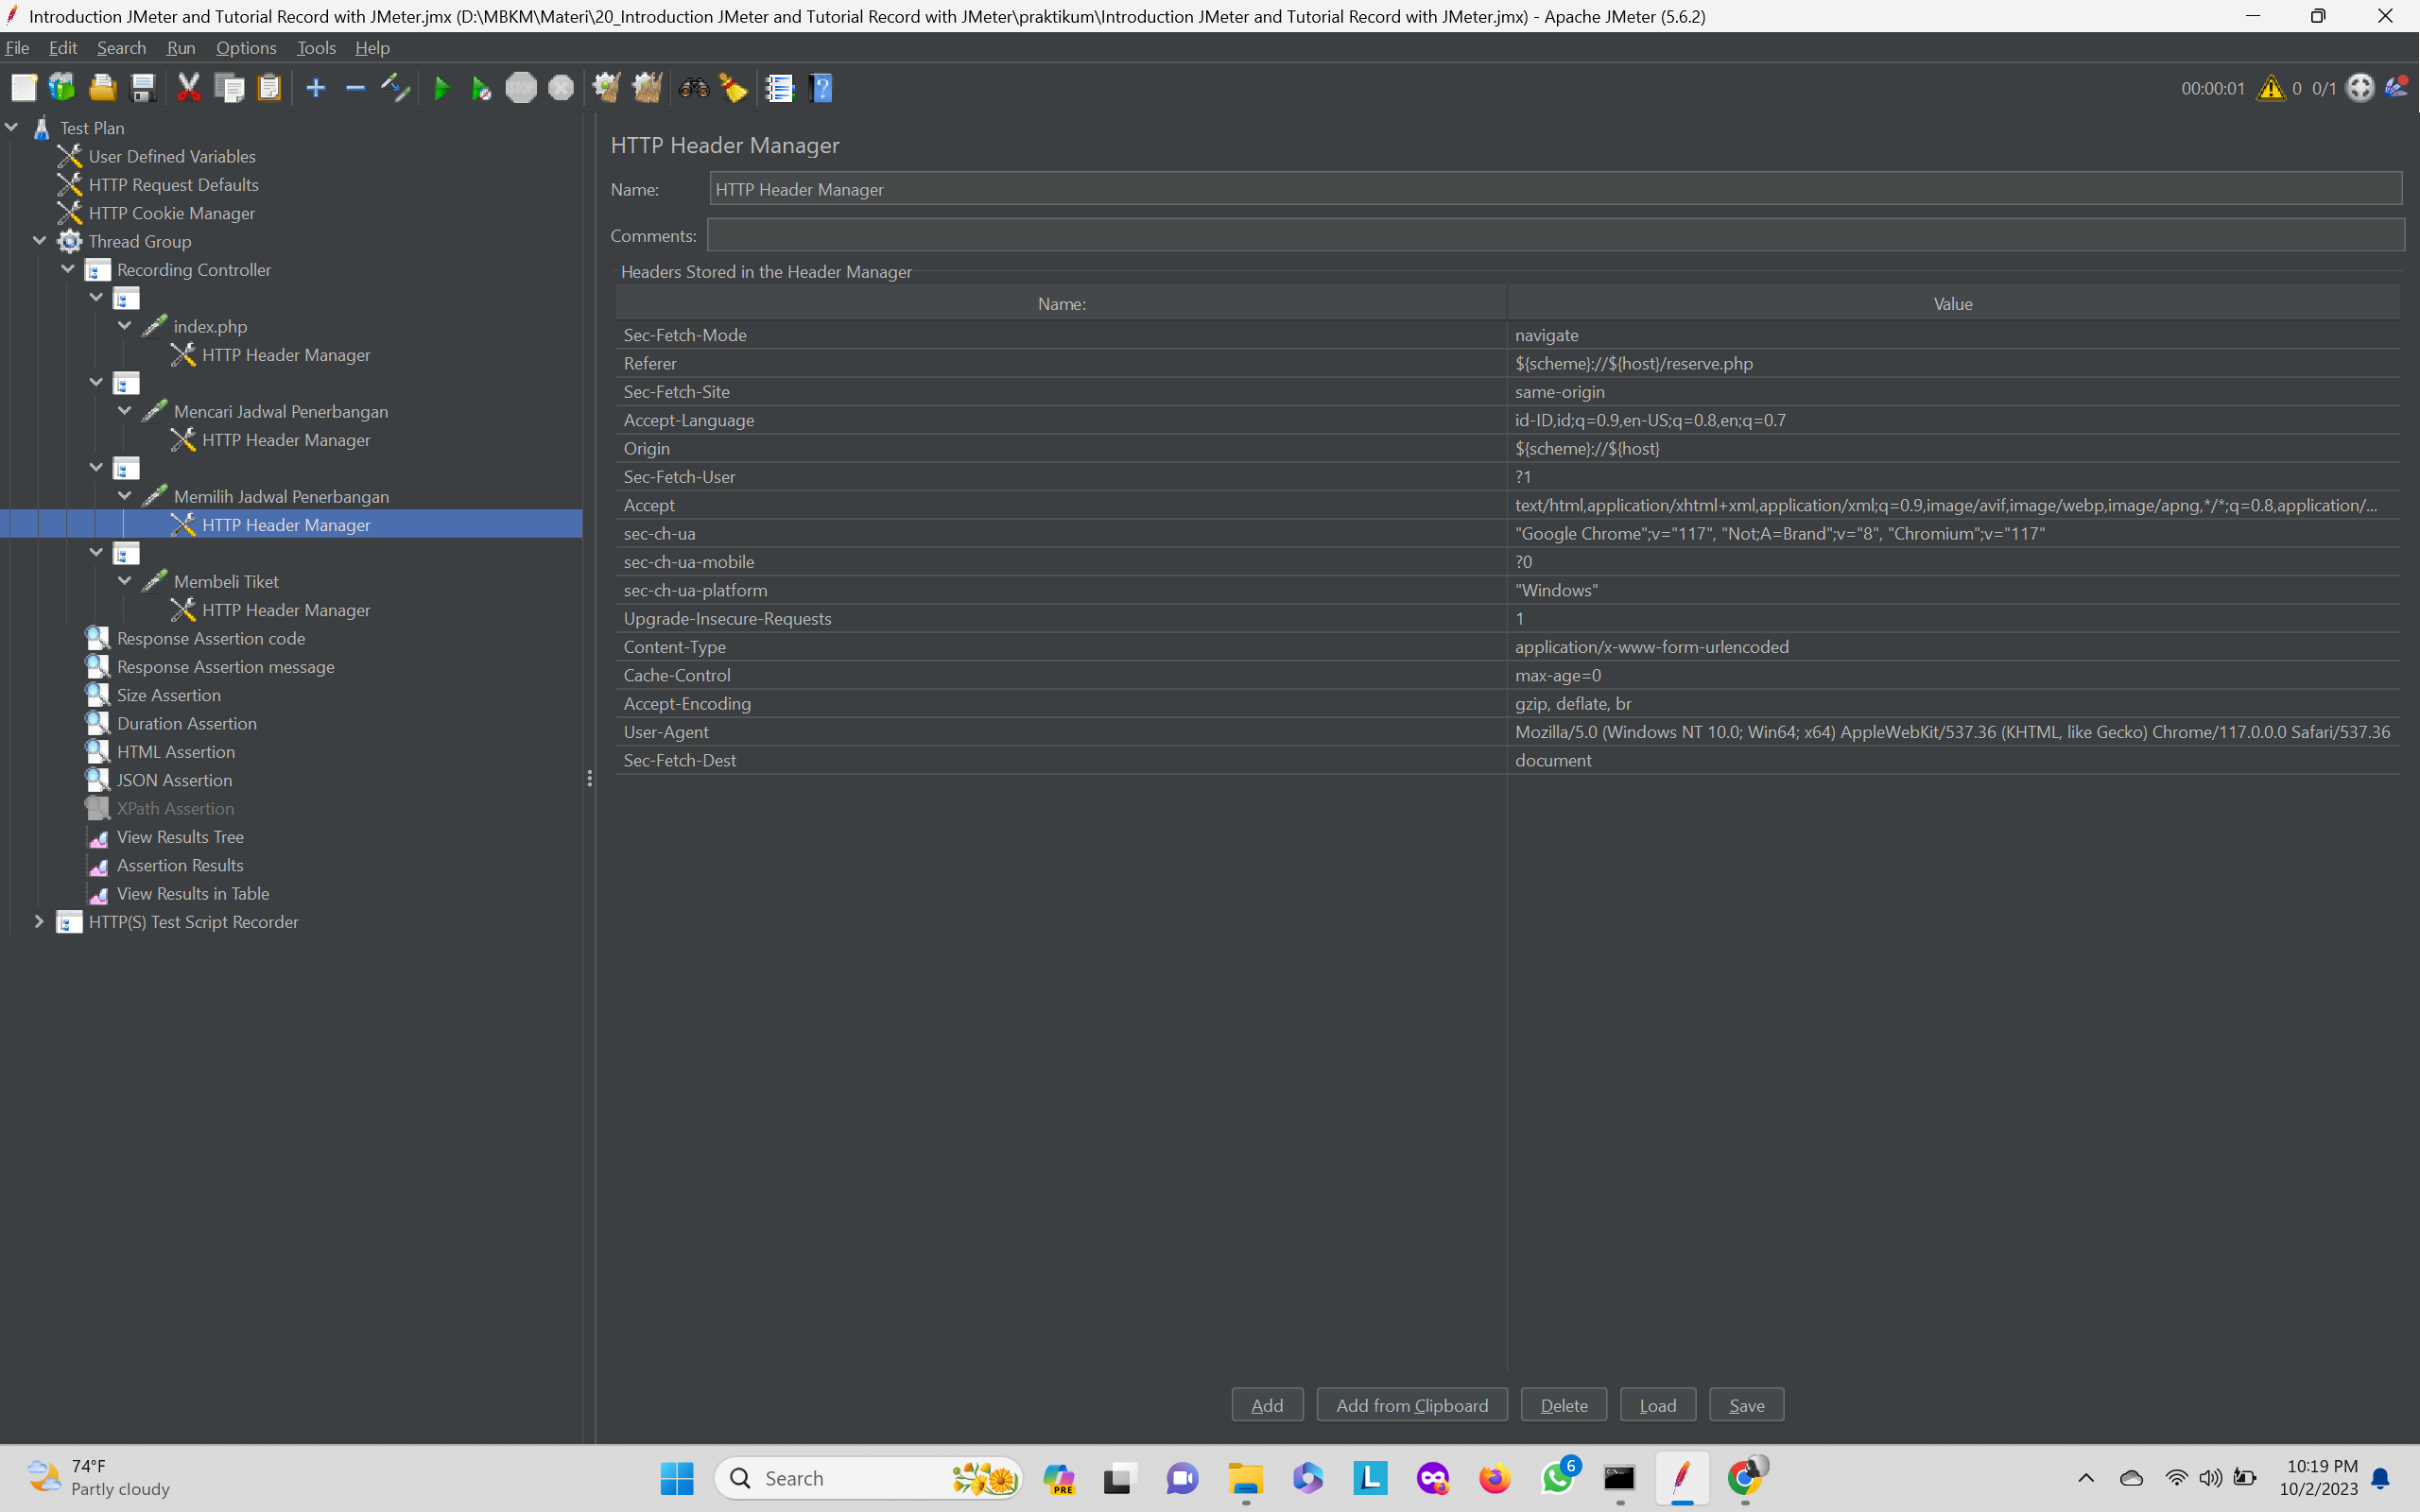 Introduction JMeter and Tutorial Record with JMeter.jmx (D:\MBKM\Materi\20_Introduction JMeter and Tutorial Record with JMeter\praktikum\Introduction JMeter and Tutorial Record with JMeter.jmx) - Apache JMeter (5.6.2)
File Edit Search Run Options Tools Help
STOP 00:00:01 0 0/1
Test Plan
User Defined Variables
HTTP Request Defaults
HTTP Cookie Manager
Thread Group
Recording Controller
index.php
HTTP Header Manager
Mencari Jadwal Penerbangan
HTTP Header Manager
Memilih Jadwal Penerbangan
HTTP Header Manager
Membeli Tiket
HTTP Header Manager
Response Assertion code
Response Assertion message
Size Assertion
Duration Assertion
HTML Assertion
JSON Assertion
XPath Assertion
View Results Tree
Assertion Results
View Results in Table
HTTP(S) Test Script Recorder
HTTP Header Manager
Name: HTTP Header Manager
Comments:
Headers Stored in the Header Manager
Name: Value
Sec-Fetch-Mode navigate
Referer ${scheme}://${host}/reserve.php
Sec-Fetch-Site same-origin
Accept-Language id-ID,id;q=0.9,en-US;q=0.8,en;q=0.7
Origin ${scheme}://${host}
Sec-Fetch-User ?1
Accept text/html,application/xhtml+xml,application/xml;q=0.9,image/avif,image/webp,image/apng,*/*;q=0.8,application/...
sec-ch-ua "Google Chrome";v="117", "Not;A=Brand";v="8", "Chromium";v="117"
sec-ch-ua-mobile ?0
sec-ch-ua-platform "Windows"
Upgrade-Insecure-Requests 1
Content-Type application/x-www-form-urlencoded
Cache-Control max-age=0
Accept-Encoding gzip, deflate, br
User-Agent Mozilla/5.0 (Windows NT 10.0; Win64; x64) AppleWebKit/537.36 (KHTML, like Gecko) Chrome/117.0.0.0 Safari/537.36
Sec-Fetch-Dest document
Add Add from Clipboard Delete Load Save
74°F
Partly cloudy
Search
PRE
L
6
10:19 PM
10/2/2023